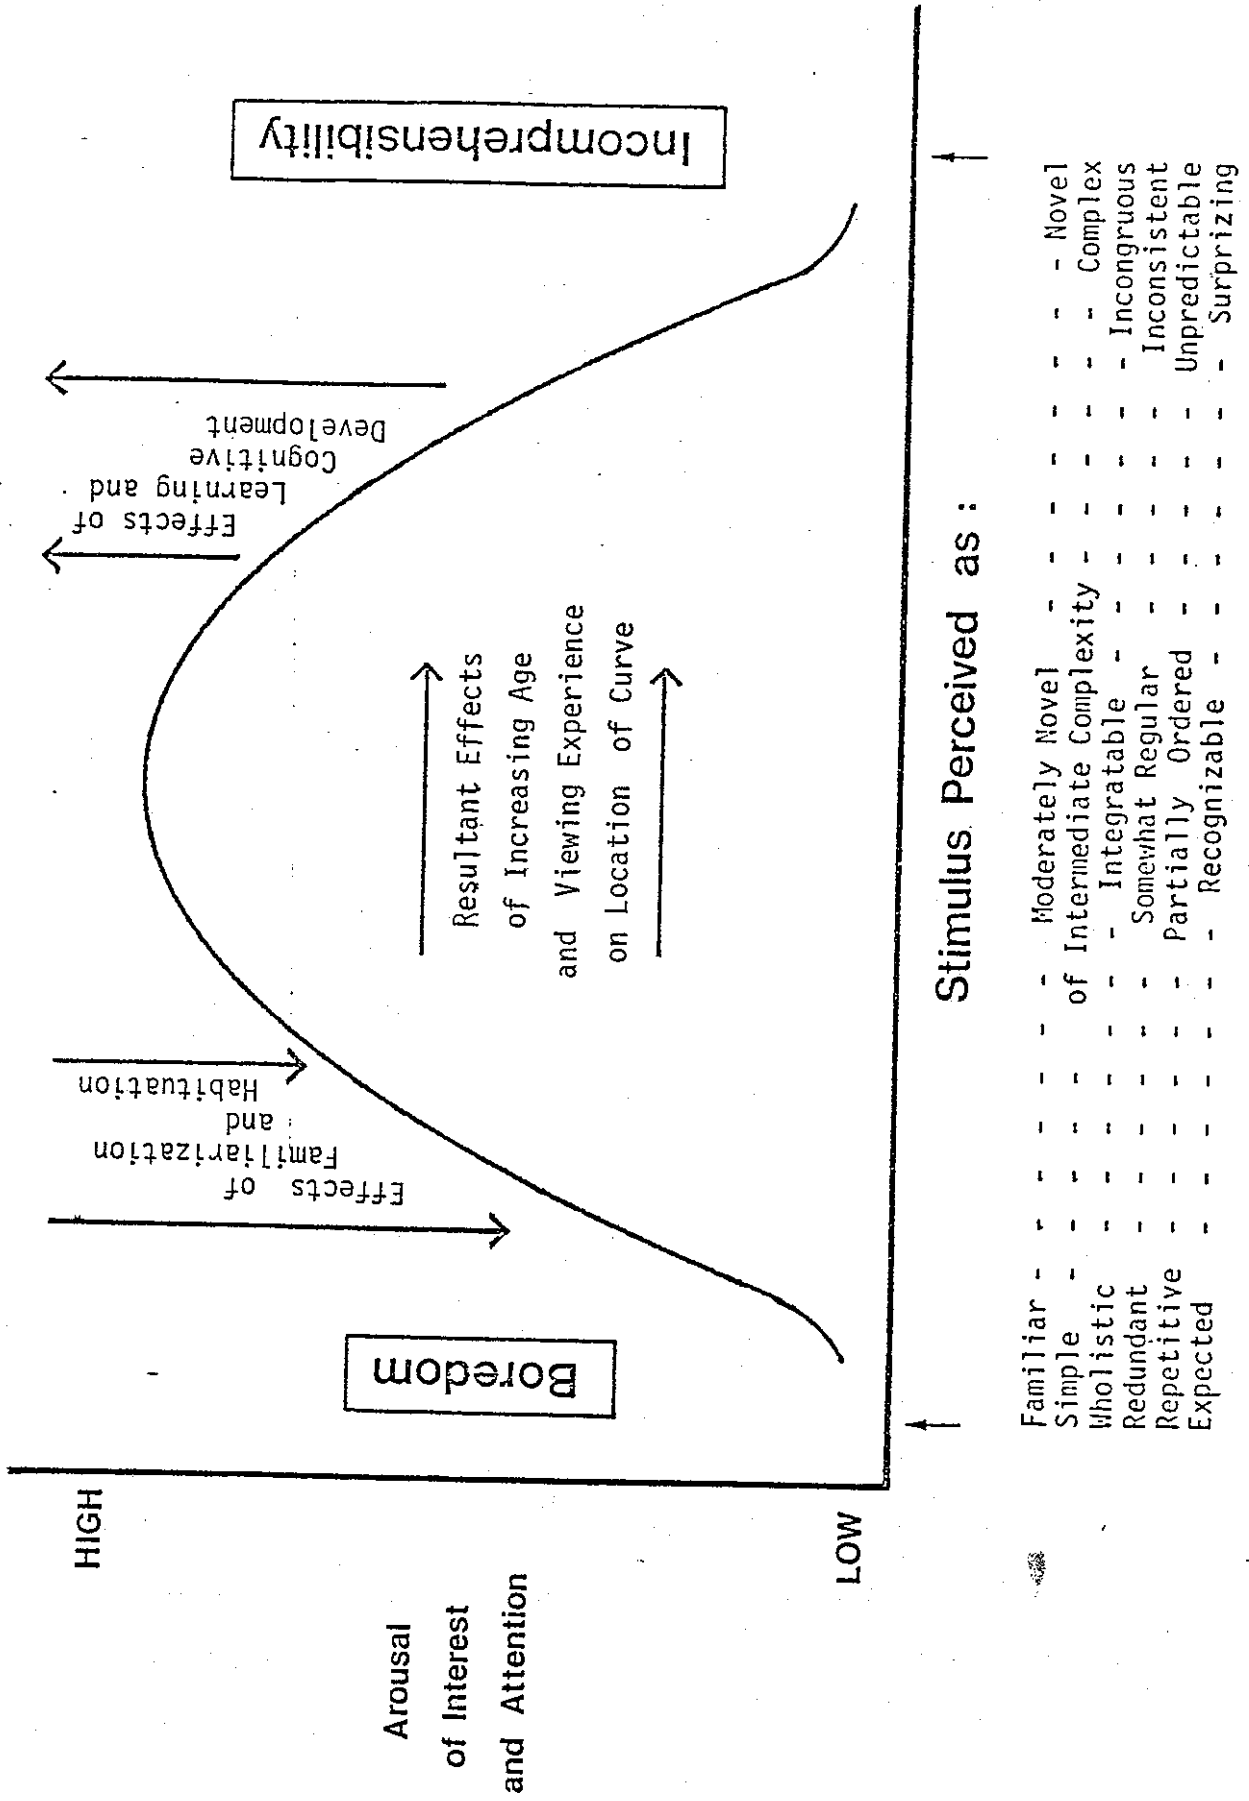 HIGH
Arousal
of Interest
and Attention
LOW
Boredom
Effects of
Familiarization
and
Habituation
Resultant Effects
of Increasing Age
and Viewing Experience
on Location of Curve
Effects of
Learning and
Cognitive
Development
Incomprehensibility
Stimulus Perceived as :
Familiar - - - - - - - Moderately Novel - - - - - - - - Novel
Simple - - - - - of Intermediate Complexity - - - - - - Complex
Wholistic - - - - - - - Integratable - - - - - - - Incongruous
Redundant - - - - - - Somewhat Regular - - - - - Inconsistent
Repetitive - - - - - - Partially Ordered - - - - - Unpredictable
Expected - - - - - - - Recognizable - - - - - - - Surprizing